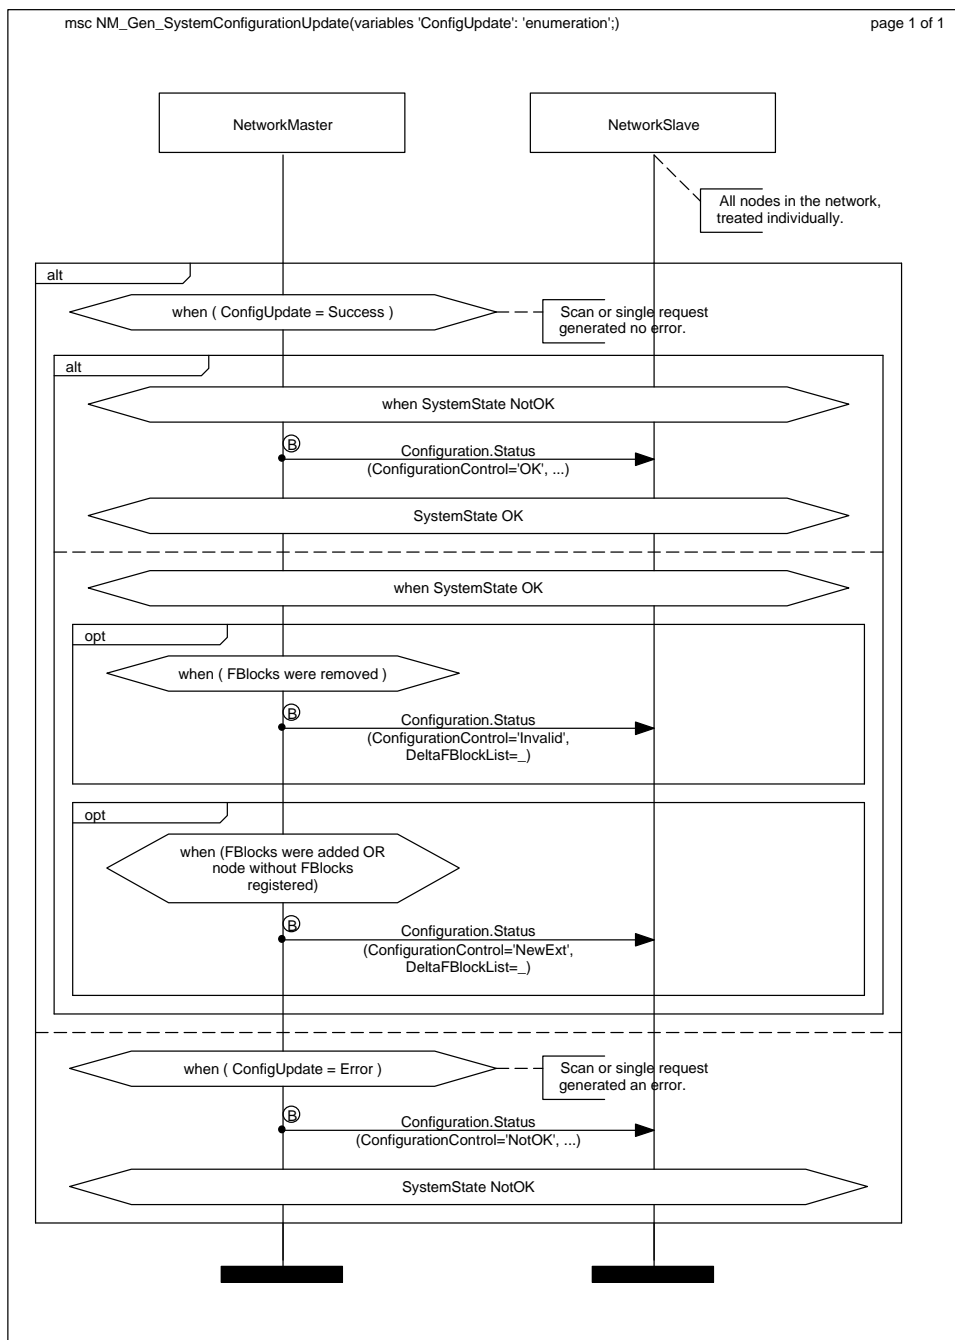 msc NM_Gen_SystemConfigurationUpdate(variables 'ConfigUpdate': 'enumeration';)
page 1 of 1
NetworkMaster
NetworkSlave
All nodes in the network,
treated individually.
alt
when ( ConfigUpdate = Success )
Scan or single request
generated no error.
alt
when SystemState NotOK
B
Configuration.Status
(ConfigurationControl='OK', ...)
SystemState OK
when SystemState OK
opt
when ( FBlocks were removed )
B
Configuration.Status
(ConfigurationControl='Invalid',
DeltaFBlockList=_)
opt
when (FBlocks were added OR
node without FBlocks
registered)
B
Configuration.Status
(ConfigurationControl='NewExt',
DeltaFBlockList=_)
when ( ConfigUpdate = Error )
Scan or single request
generated an error.
B
Configuration.Status
(ConfigurationControl='NotOK', ...)
SystemState NotOK